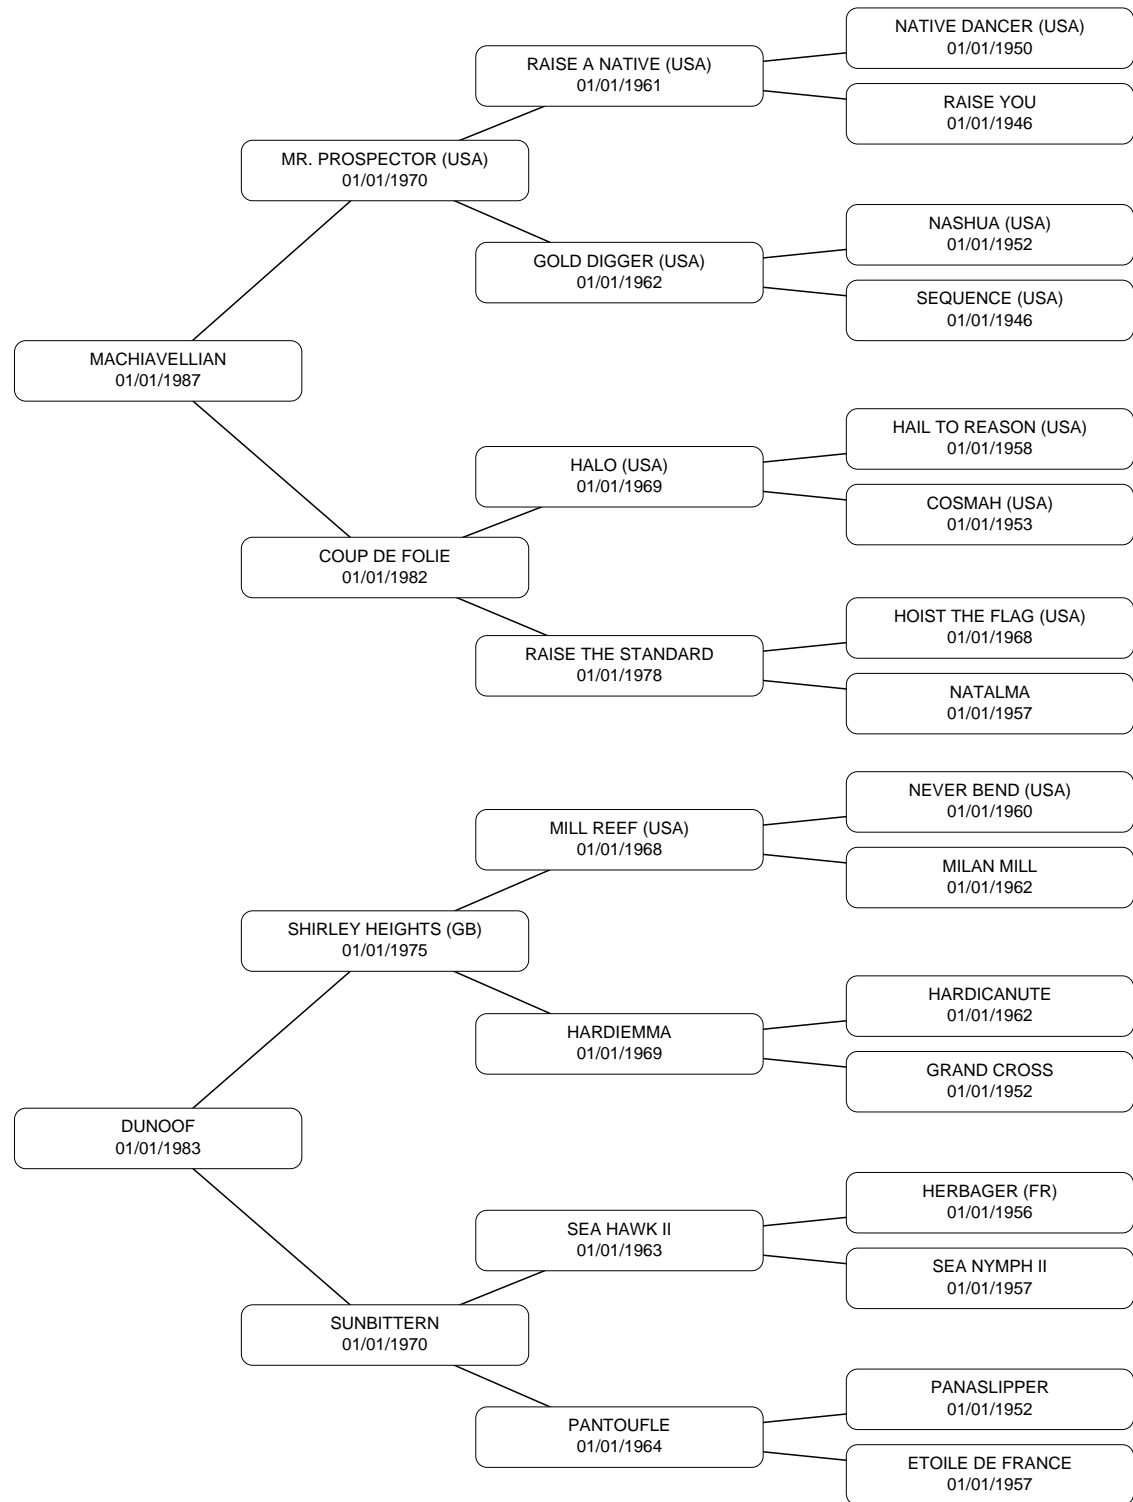 NATIVE DANCER (USA)
01/01/1950
RAISE A NATIVE (USA)
01/01/1961
RAISE YOU
01/01/1946
MR. PROSPECTOR (USA)
01/01/1970
NASHUA (USA)
01/01/1952
GOLD DIGGER (USA)
01/01/1962
SEQUENCE (USA)
01/01/1946
MACHIAVELLIAN
01/01/1987
HAIL TO REASON (USA)
01/01/1958
HALO (USA)
01/01/1969
COSMAH (USA)
01/01/1953
COUP DE FOLIE
01/01/1982
HOIST THE FLAG (USA)
01/01/1968
RAISE THE STANDARD
01/01/1978
NATALMA
01/01/1957
NEVER BEND (USA)
01/01/1960
MILL REEF (USA)
01/01/1968
MILAN MILL
01/01/1962
SHIRLEY HEIGHTS (GB)
01/01/1975
HARDICANUTE
01/01/1962
HARDIEMMA
01/01/1969
GRAND CROSS
01/01/1952
DUNOOF
01/01/1983
HERBAGER (FR)
01/01/1956
SEA HAWK II
01/01/1963
SEA NYMPH II
01/01/1957
SUNBITTERN
01/01/1970
PANASLIPPER
01/01/1952
PANTOUFLE
01/01/1964
ETOILE DE FRANCE
01/01/1957